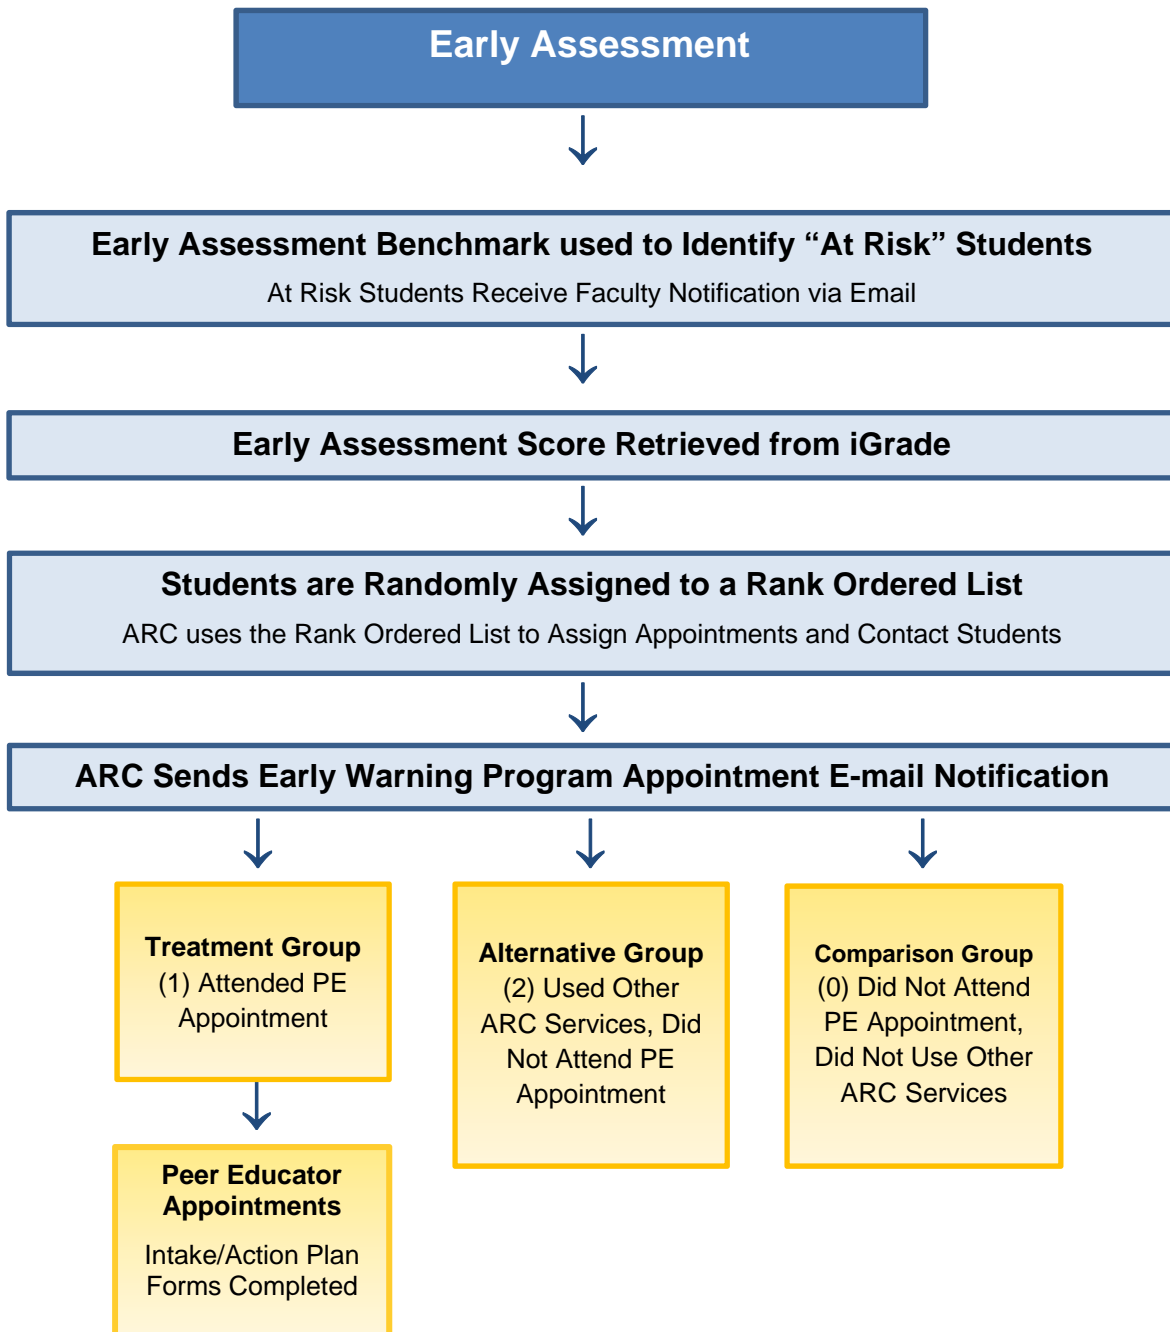 Early Assessment
Early Assessment Benchmark used to Identify “At Risk” Students
At Risk Students Receive Faculty Notification via Email
Early Assessment Score Retrieved from iGrade
Students are Randomly Assigned to a Rank Ordered List
ARC uses the Rank Ordered List to Assign Appointments and Contact Students
ARC Sends Early Warning Program Appointment E-mail Notification
Treatment Group
(1) Attended PE
Appointment
Alternative Group
(2) Used Other
ARC Services, Did
Not Attend PE
Appointment
Comparison Group
(0) Did Not Attend
PE Appointment,
Did Not Use Other
ARC Services
Peer Educator
Appointments
Intake/Action Plan
Forms Completed